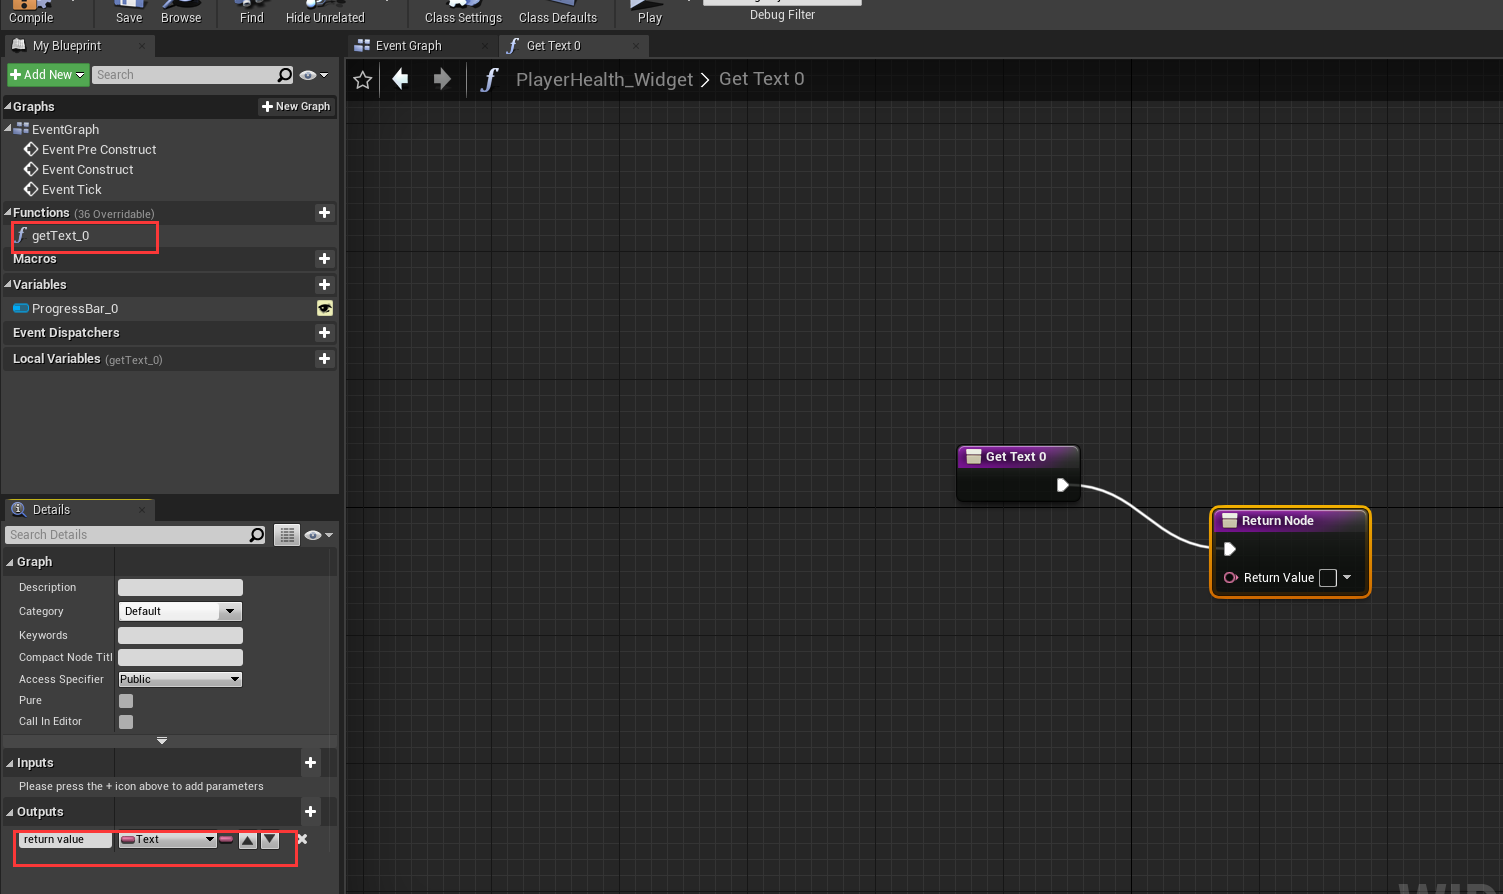 Compile Save Browse Find Hide Unrelated Class Settings Class Defaults Play Debug Filter
My Blueprint
Event Graph
Get Text 0
Add New
Search
PlayerHealth_Widget > Get Text 0
Graphs
New Graph
EventGraph
Event Pre Construct
Event Construct
Event Tick
Functions (36 Overridable)
getText_0
Macros
Variables
ProgressBar_0
Event Dispatchers
Local Variables (getText_0)
Get Text 0
Return Node
Return Value
Details
Search Details
Graph
Description
Category Default
Keywords
Compact Node Titl
Access Specifier Public
Pure
Call In Editor
Inputs
Please press the + icon above to add parameters
Outputs
return value Text